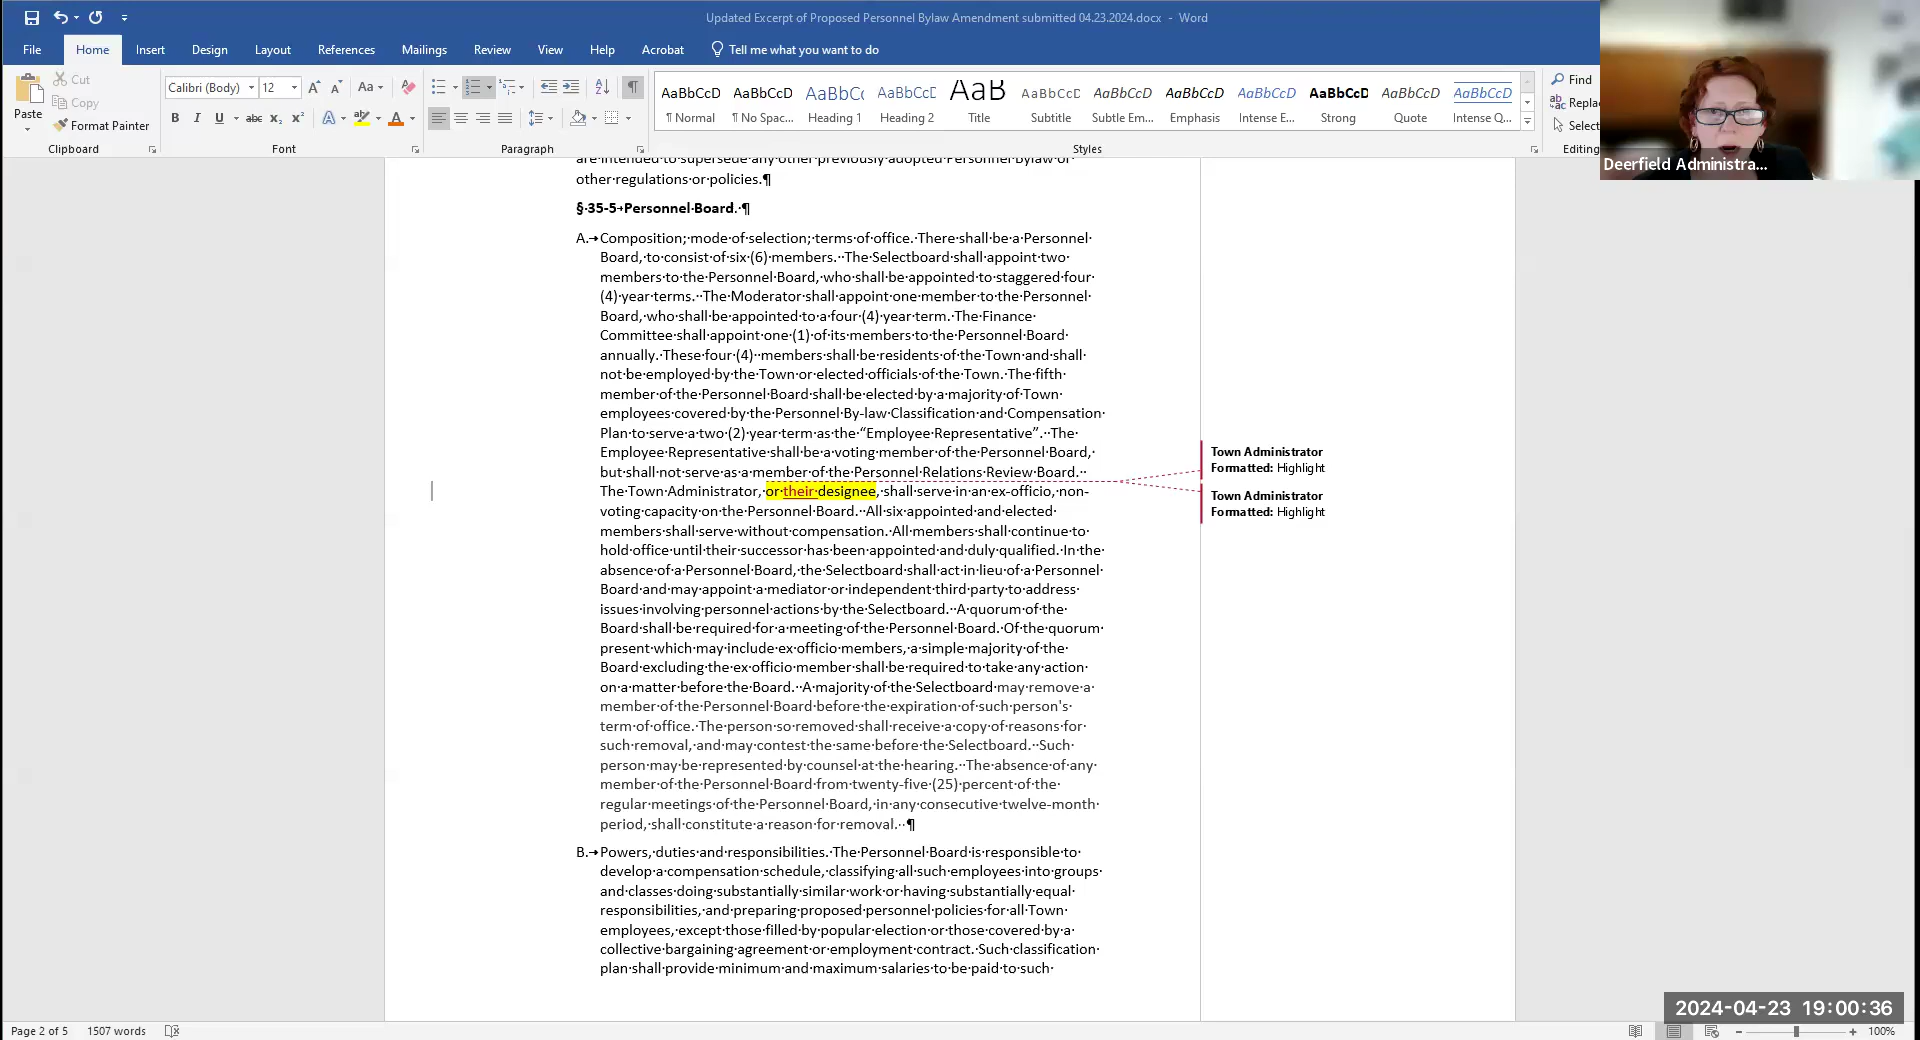 Updated Excerpt of Proposed Personnel Bylaw Amendment submitted 04.23.2024.docx - Word
File Home Insert Design Layout References Mailings Review View Help Acrobat Tell me what you want to do
Paste
Cut
Copy
Format Painter
Clipboard
Calibri (Body) 12
Font
Paragraph
AaBbCcD AaBbCcD AaBbCc AaBbCcD AaB AaBbCcD AaBbCcD AaBbCcD AaBbCcD AaBbCcD AaBbCcD AaBbCcD
¶ Normal ¶ No Spac... Heading 1 Heading 2 Title Subtitle Subtle Em... Emphasis Intense E... Strong Quote Intense Q...
Styles
Find
Replac
Select
Editing
Deerfield Administra...
are intended to supersede any other previously adopted Personnel Bylaw or
other regulations or policies.¶
§ 35-5 Personnel Board. ¶
A. Composition; mode of selection; terms of office. There shall be a Personnel
Board, to consist of six (6) members. The Selectboard shall appoint two
members to the Personnel Board, who shall be appointed to staggered four
(4) year terms. The Moderator shall appoint one member to the Personnel
Board, who shall be appointed to a four (4) year term. The Finance
Committee shall appoint one (1) of its members to the Personnel Board
annually. These four (4) members shall be residents of the Town and shall
not be employed by the Town or elected officials of the Town. The fifth
member of the Personnel Board shall be elected by a majority of Town
employees covered by the Personnel By-law Classification and Compensation
Plan to serve a two (2) year term as the “Employee Representative”. The
Employee Representative shall be a voting member of the Personnel Board,
but shall not serve as a member of the Personnel Relations Review Board.
The Town Administrator, or their designee, shall serve in an ex-officio, non-
voting capacity on the Personnel Board. All six appointed and elected
members shall serve without compensation. All members shall continue to
hold office until their successor has been appointed and duly qualified. In the
absence of a Personnel Board, the Selectboard shall act in lieu of a Personnel
Board and may appoint a mediator or independent third party to address
issues involving personnel actions by the Selectboard. A quorum of the
Board shall be required for a meeting of the Personnel Board. Of the quorum
present which may include ex officio members, a simple majority of the
Board excluding the ex officio member shall be required to take any action
on a matter before the Board. A majority of the Selectboard may remove a
member of the Personnel Board before the expiration of such person's
term of office. The person so removed shall receive a copy of reasons for
such removal, and may contest the same before the Selectboard. Such
person may be represented by counsel at the hearing. The absence of any
member of the Personnel Board from twenty-five (25) percent of the
regular meetings of the Personnel Board, in any consecutive twelve-month
period, shall constitute a reason for removal. ¶
B. Powers, duties and responsibilities. The Personnel Board is responsible to
develop a compensation schedule, classifying all such employees into groups
and classes doing substantially similar work or having substantially equal
responsibilities, and preparing proposed personnel policies for all Town
employees, except those filled by popular election or those covered by a
collective bargaining agreement or employment contract. Such classification
plan shall provide minimum and maximum salaries to be paid to such
Town Administrator
Formatted: Highlight
Town Administrator
Formatted: Highlight
2024-04-23 19:00:36
Page 2 of 5 1507 words
100%